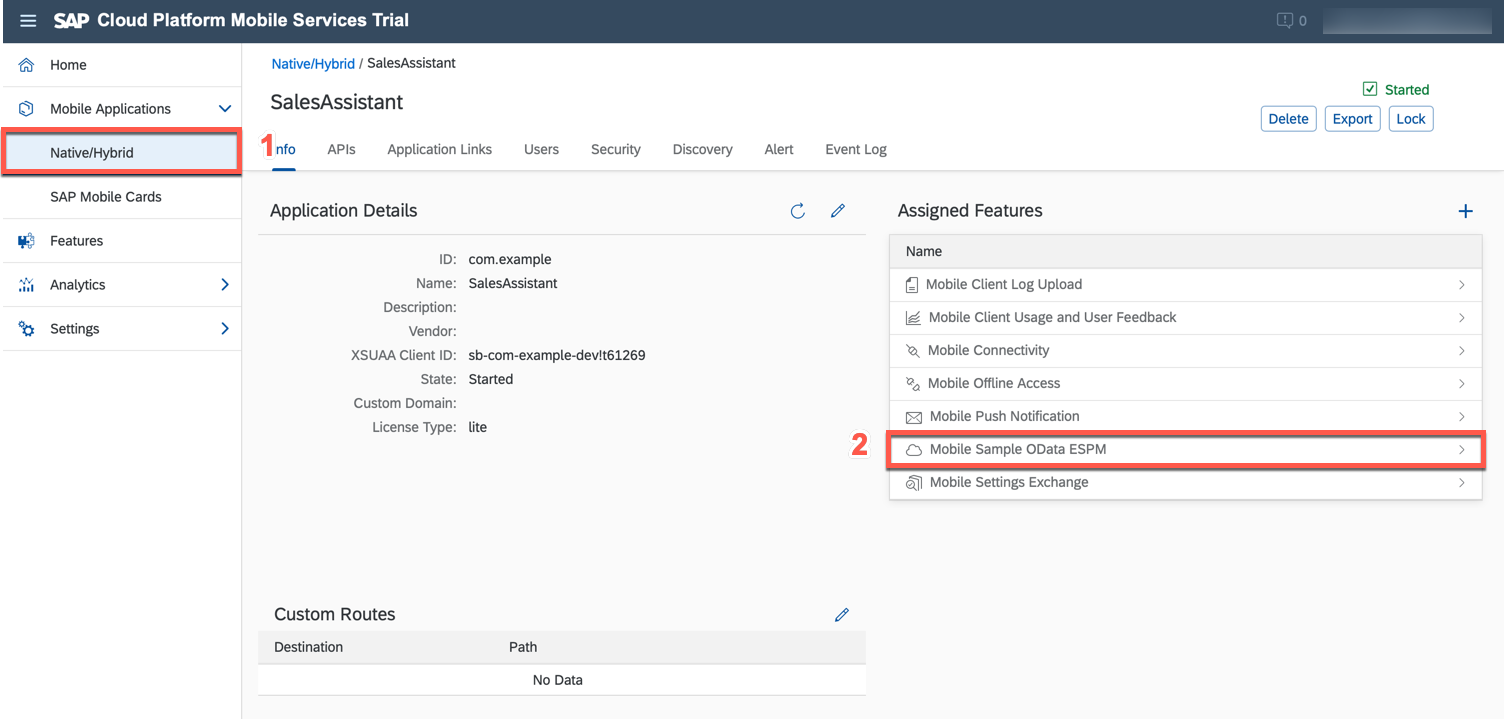 SAP Cloud Platform Mobile Services Trial
0
Home
Mobile Applications
Native/Hybrid
SAP Mobile Cards
Features
Analytics
Settings
Native/Hybrid / SalesAssistant
SalesAssistant
Started
Delete Export Lock
1
nfo APIs Application Links Users Security Discovery Alert Event Log
Application Details
ID: com.example
Name: SalesAssistant
Description:
Vendor:
XSUAA Client ID: sb-com-example-dev!t61269
State: Started
Custom Domain:
License Type: lite
Assigned Features
Name
Mobile Client Log Upload
Mobile Client Usage and User Feedback
Mobile Connectivity
Mobile Offline Access
Mobile Push Notification
2
Mobile Sample OData ESPM
Mobile Settings Exchange
Custom Routes
Destination Path
No Data